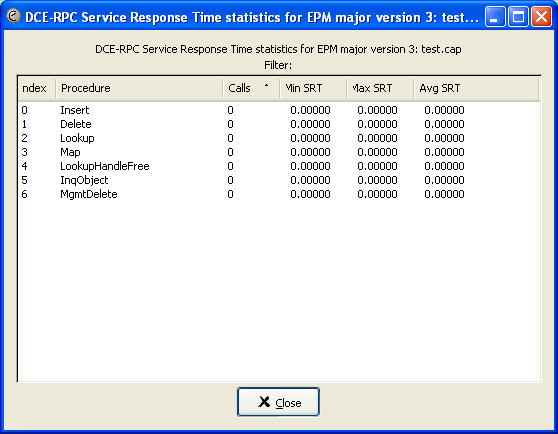 DCE-RPC Service Response Time statistics for EPM major version 3: test...
DCE-RPC Service Response Time statistics for EPM major version 3: test.cap
Filter:
ndex Procedure Calls Min SRT Max SRT Avg SRT
0 Insert 0 0.00000 0.00000 0.00000
1 Delete 0 0.00000 0.00000 0.00000
2 Lookup 0 0.00000 0.00000 0.00000
3 Map 0 0.00000 0.00000 0.00000
4 LookupHandleFree 0 0.00000 0.00000 0.00000
5 InqObject 0 0.00000 0.00000 0.00000
6 MgmtDelete 0 0.00000 0.00000 0.00000
Close